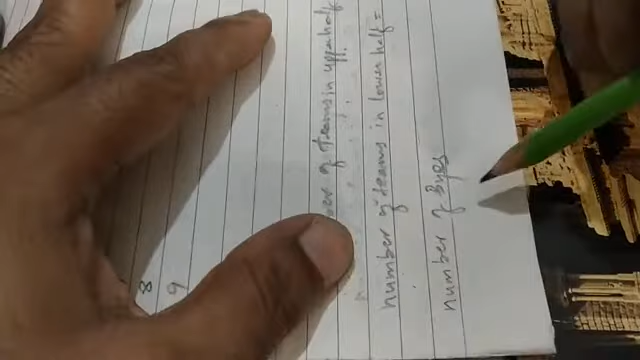 8
9
of teams in upper half
number of teams in lower half =
number of Byes